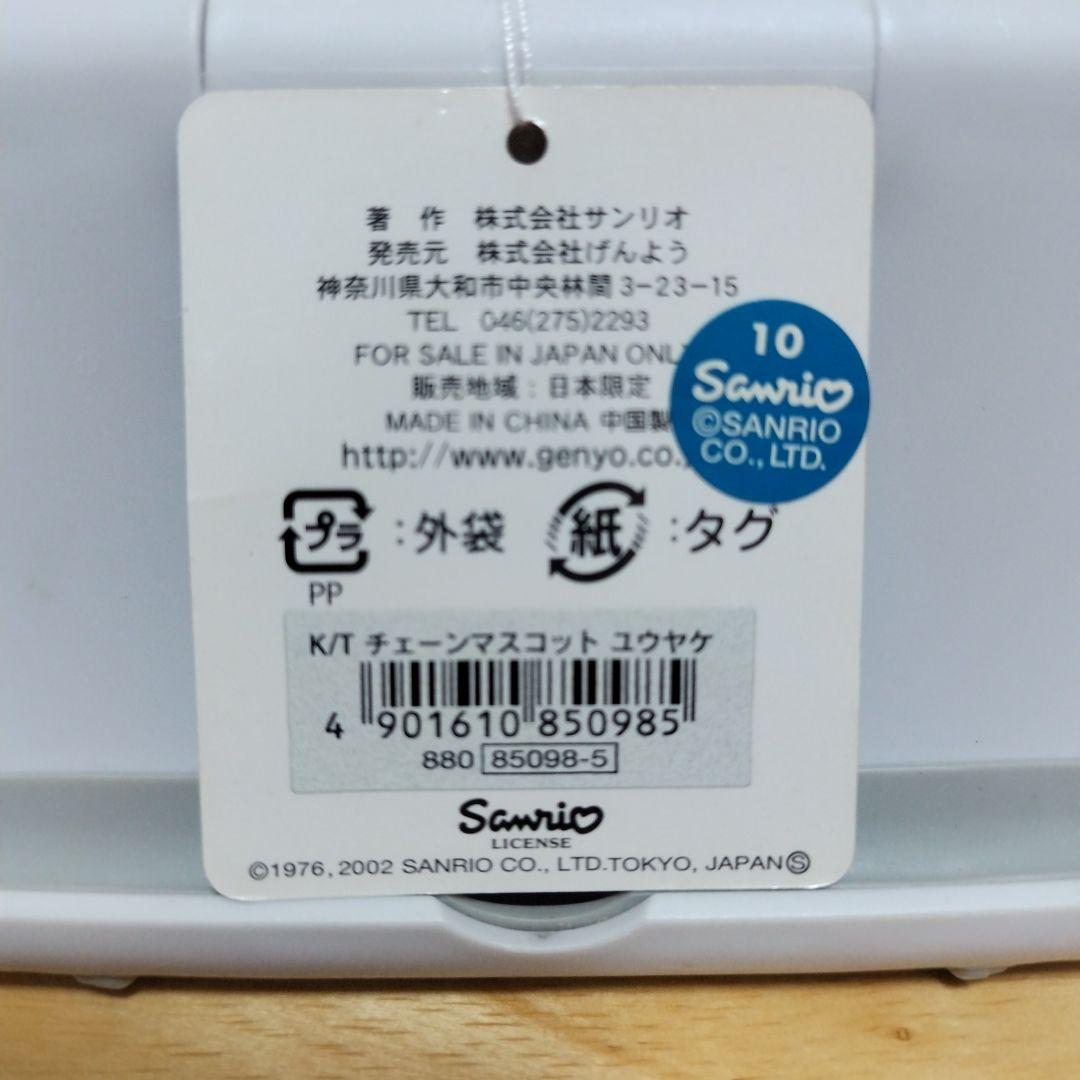 著 作 株式会社サンリオ
発売元 株式会社げんよう
神奈川県大和市中央林間3-23-15
TEL 046(275)2293
FOR SALE IN JAPAN ONL
販売地域：日本限定
MADE IN CHINA 中国製
http://www.genyo.co.
10
Sanrio
©SANRIO
CO., LTD.
プラ：外袋 紙：タグ
PP
K/T チェーンマスコット ユウヤケ
4 901610 850985
880 85098-5
Sanrio
LICENSE
©1976, 2002 SANRIO CO., LTD.TOKYO, JAPAN Ⓢ